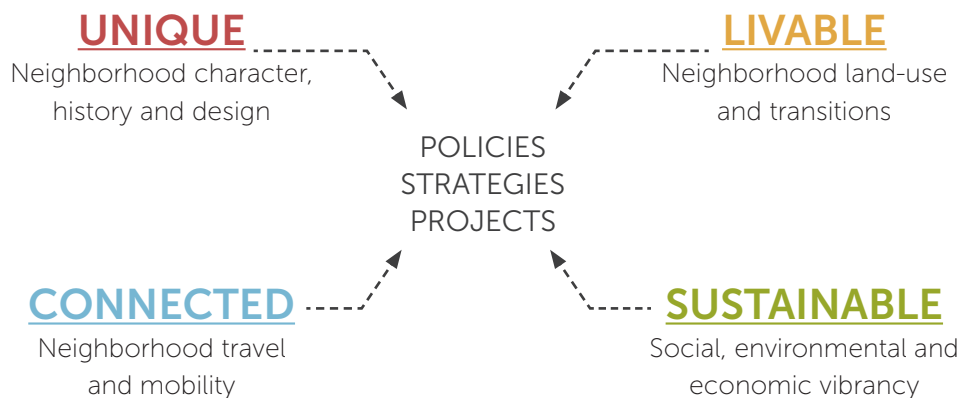 UNIQUE
Neighborhood character,
history and design
LIVABLE
Neighborhood land-use
and transitions
POLICIES
STRATEGIES
PROJECTS
CONNECTED
Neighborhood travel
and mobility
SUSTAINABLE
Social, environmental and
economic vibrancy